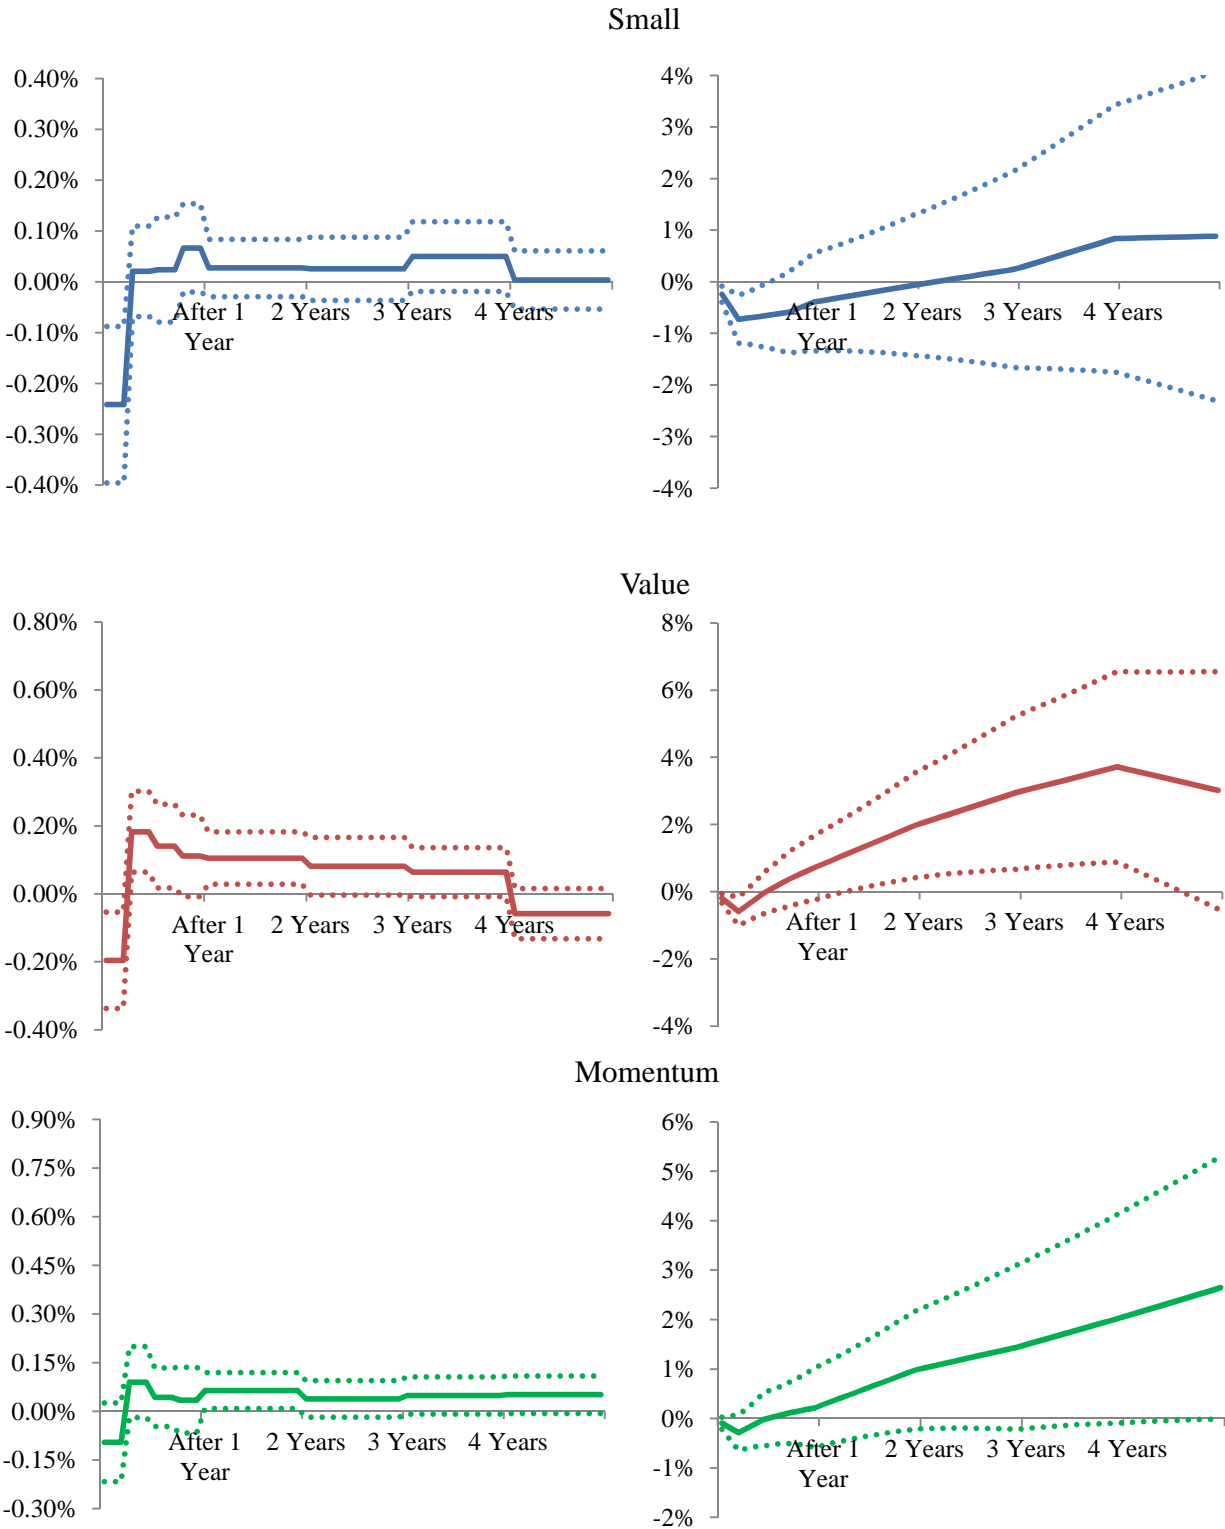 Small
0.40%
0.30%
0.20%
0.10%
0.00%
-0.10%
-0.20%
-0.30%
-0.40%
After 1
Year
2 Years
3 Years
4 Years
4%
3%
2%
1%
0%
-1%
-2%
-3%
-4%
After 1
Year
2 Years
3 Years
4 Years
Value
0.80%
0.60%
0.40%
0.20%
0.00%
-0.20%
-0.40%
After 1
Year
2 Years
3 Years
4 Years
8%
6%
4%
2%
0%
-2%
-4%
After 1
Year
2 Years
3 Years
4 Years
Momentum
0.90%
0.75%
0.60%
0.45%
0.30%
0.15%
0.00%
-0.15%
-0.30%
After 1
Year
2 Years
3 Years
4 Years
6%
5%
4%
3%
2%
1%
0%
-1%
-2%
After 1
Year
2 Years
3 Years
4 Years